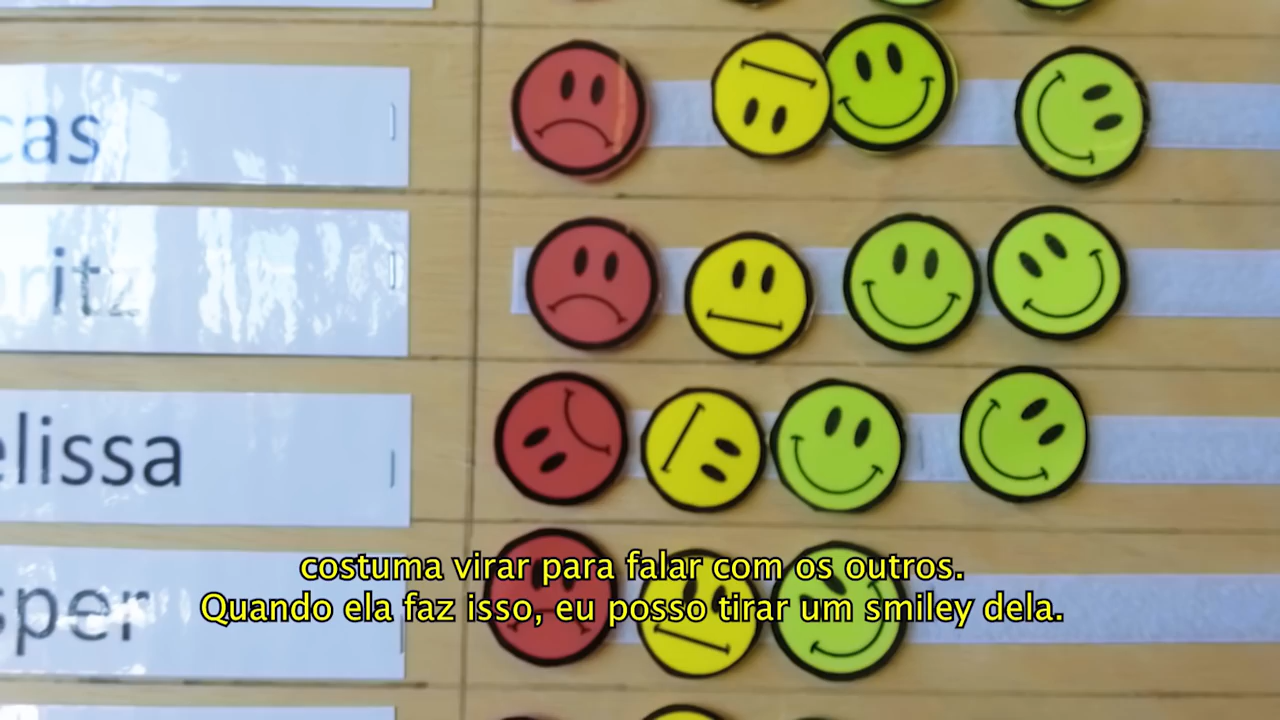 cas
ritz
elissa
sper
costuma virar para falar com os outros.
Quando ela faz isso, eu posso tirar um smiley dela.